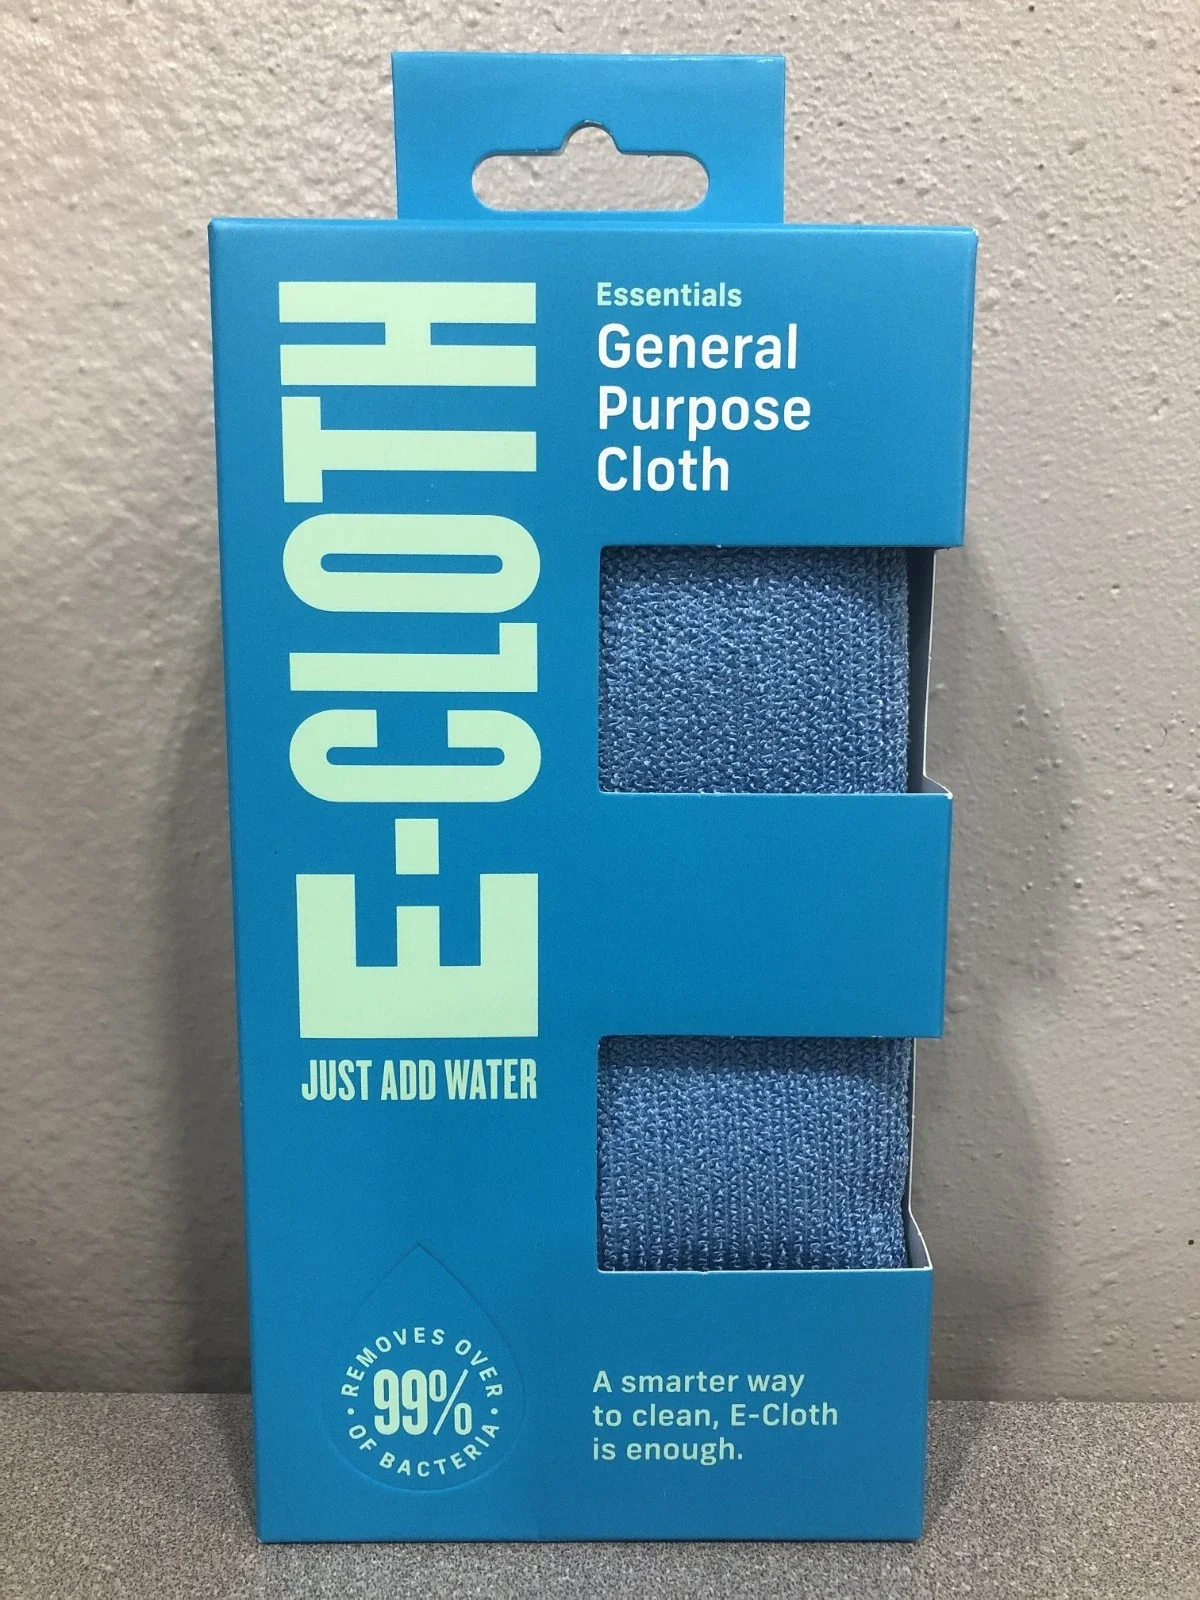 E-CLOTH
JUST ADD WATER
Essentials
General
Purpose
Cloth
REMOVES OVER
99%
OF BACTERIA
A smarter way
to clean, E-Cloth
is enough.